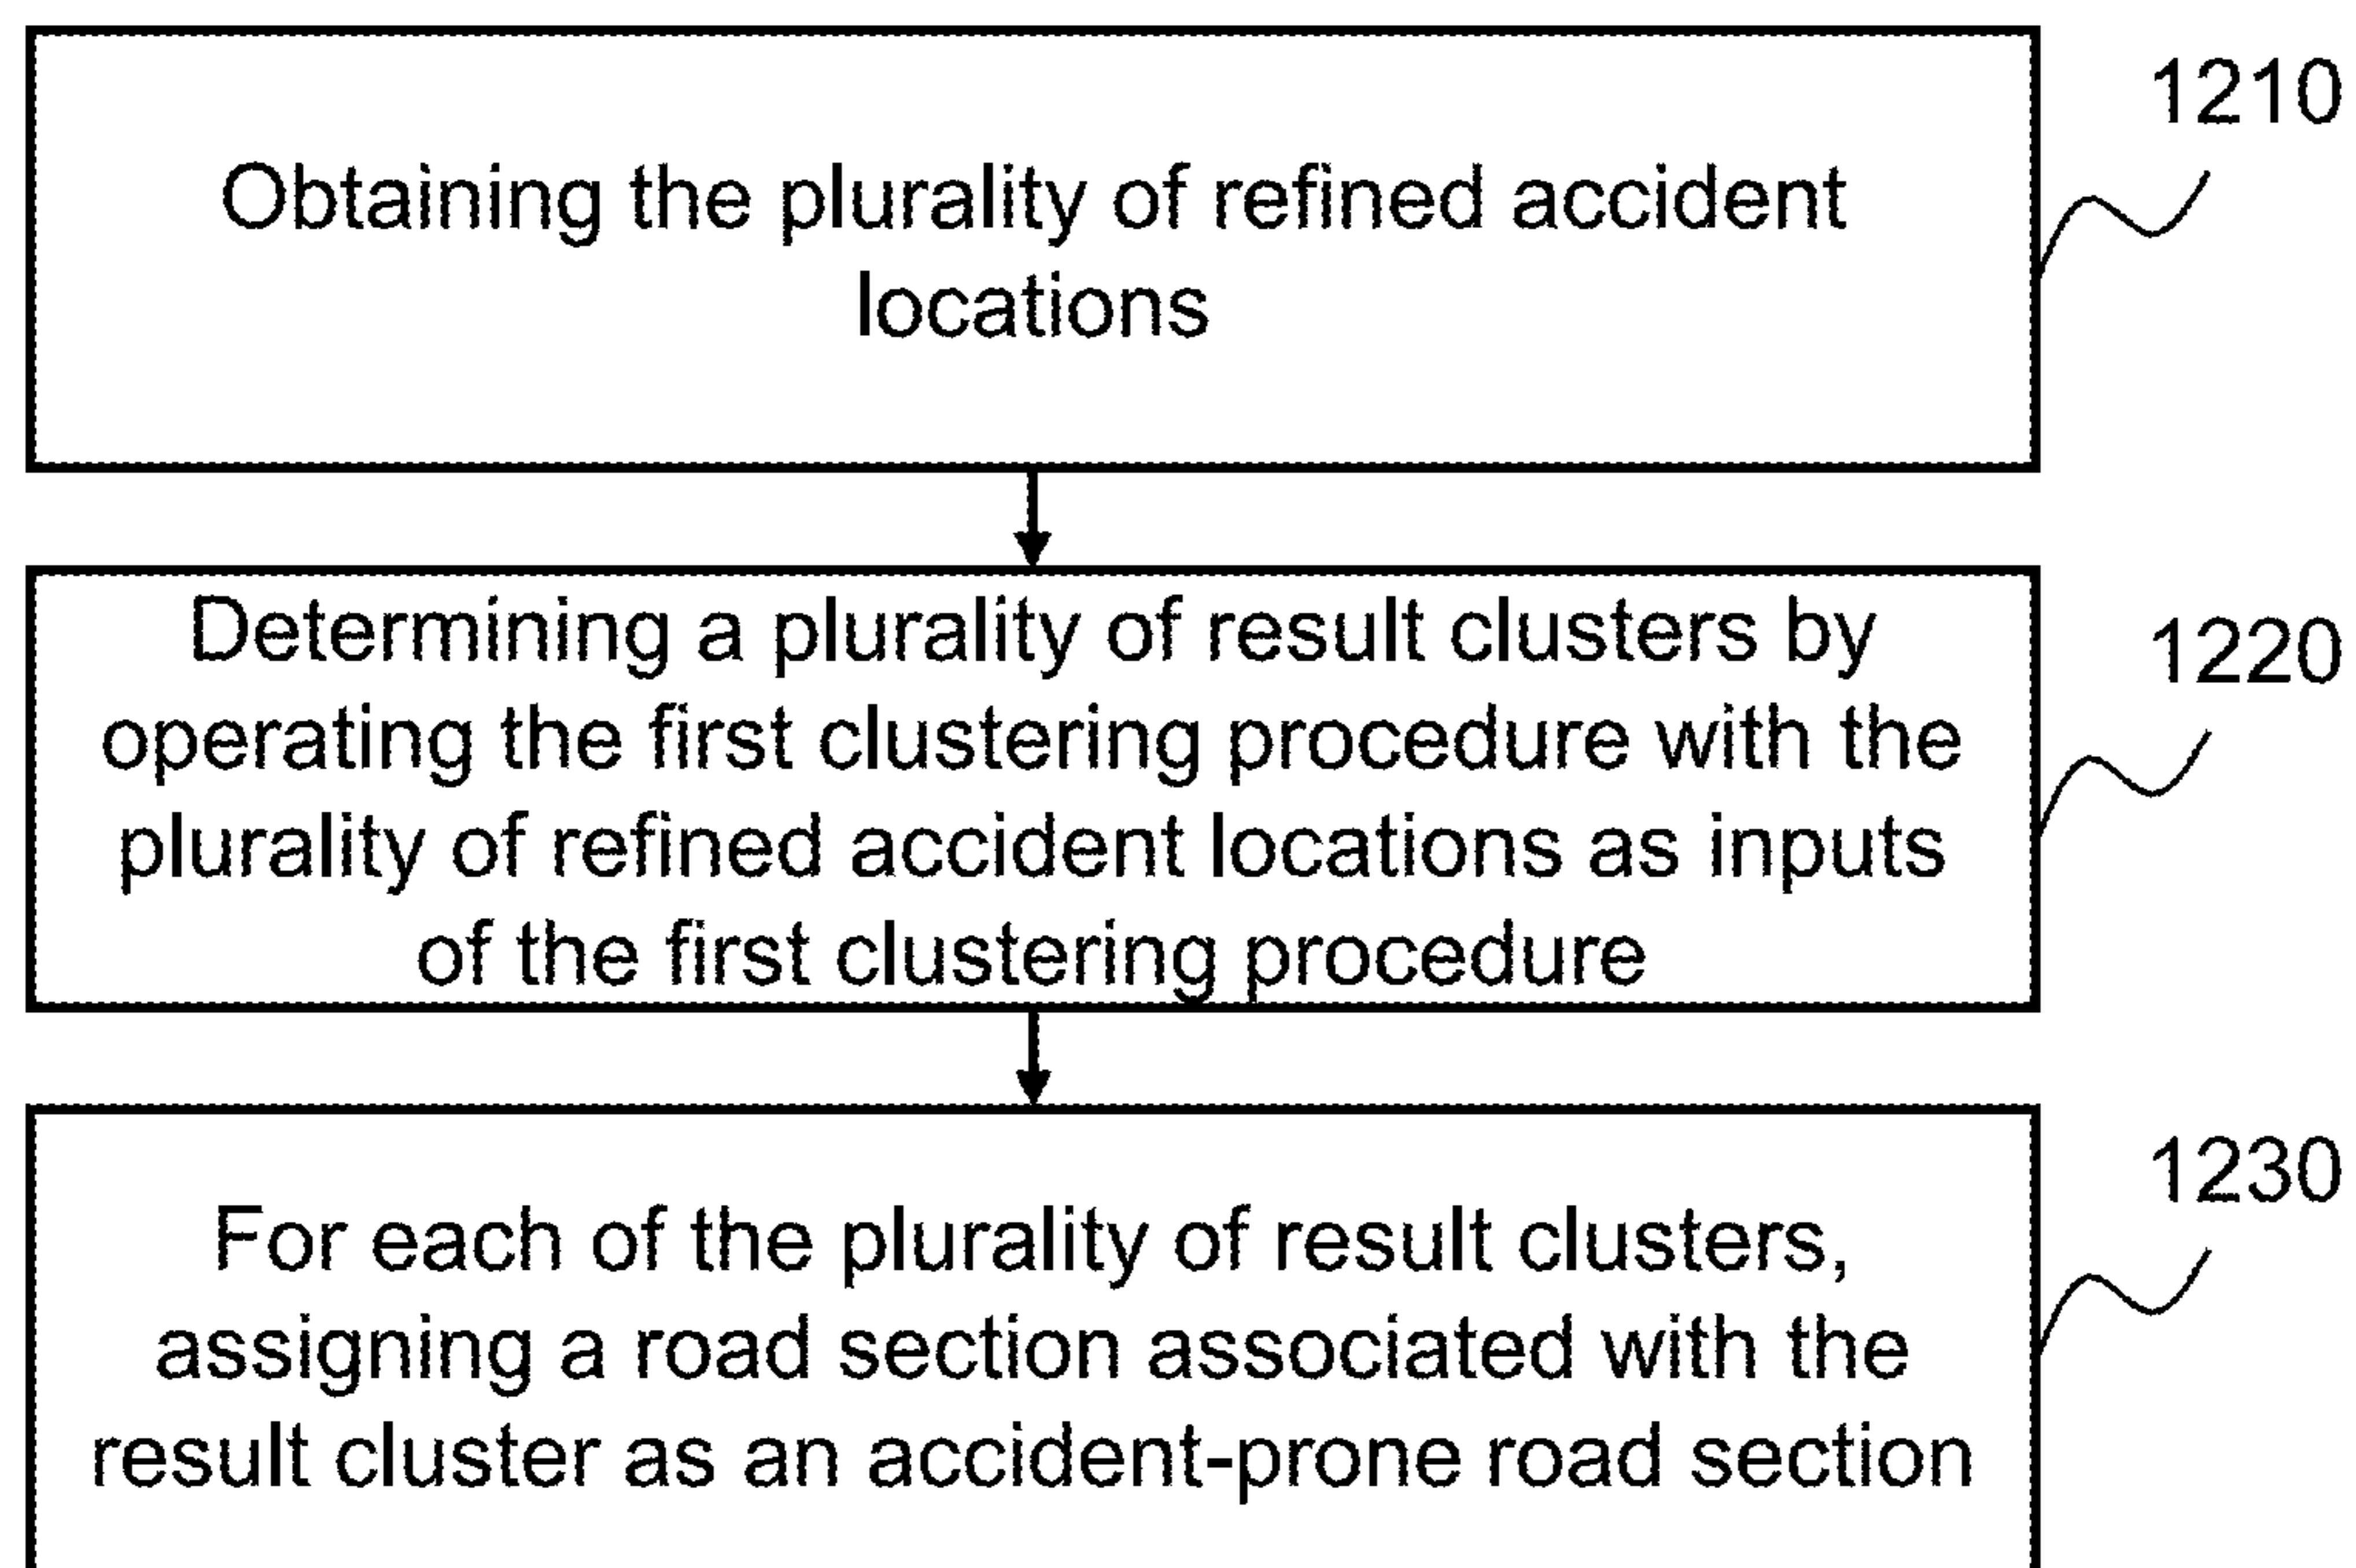 1210
Obtaining the plurality of refined accident
locations
Determining a plurality of result clusters by
1220
operating the first clustering procedure with the
plurality of refined accident locations as inputs
of the first clustering procedure
1230
For each of the plurality of result clusters,
assigning a road section associated with the
result cluster as an accident-prone road section